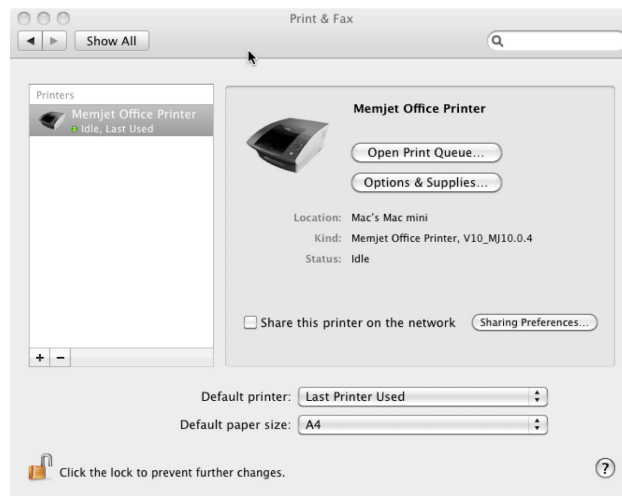 Print & Fax
Show All
Printers
Memjet Office Printer
Idle, Last Used
Memjet Office Printer
Open Print Queue...
Options & Supplies...
Location: Mac's Mac mini
Kind: Memjet Office Printer, V10_MJ10.0.4
Status: Idle
Share this printer on the network Sharing Preferences...
+ −
Default printer: Last Printer Used
Default paper size: A4
Click the lock to prevent further changes. ?